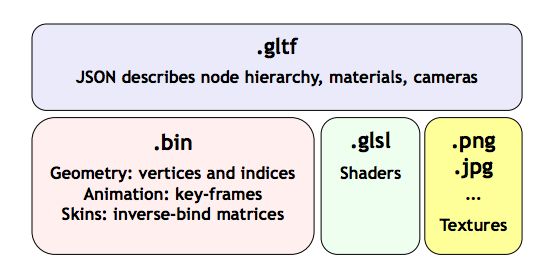 .gltf
JSON describes node hierarchy, materials, cameras
.bin
Geometry: vertices and indices
Animation: key-frames
Skins: inverse-bind matrices
.glsl
Shaders
.png
.jpg
...
Textures